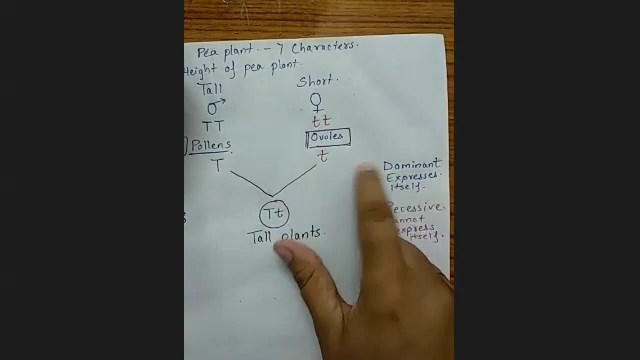 Pea plant - 7 Characters.
Height of pea plant.
Tall Short
♂ ♀
TT tt
Pollens Ovules
T t
Tt
Tall plants.
Dominant
Expresses
itself.
Recessive
cannot
express
itself.